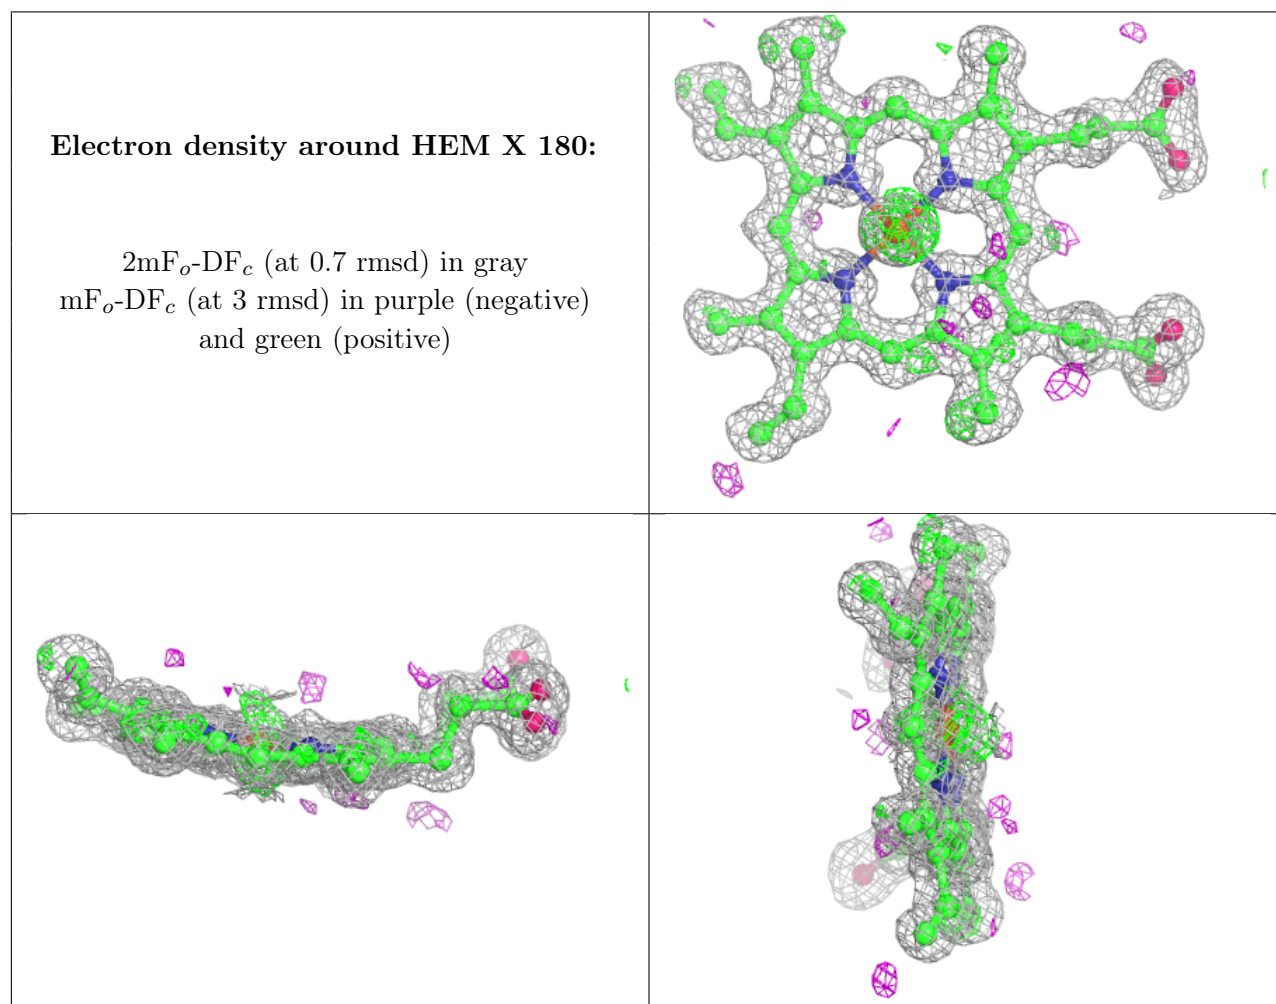 Electron density around HEM X 180:
2mFo-DFc (at 0.7 rmsd) in gray
mFo-DFc (at 3 rmsd) in purple (negative)
and green (positive)